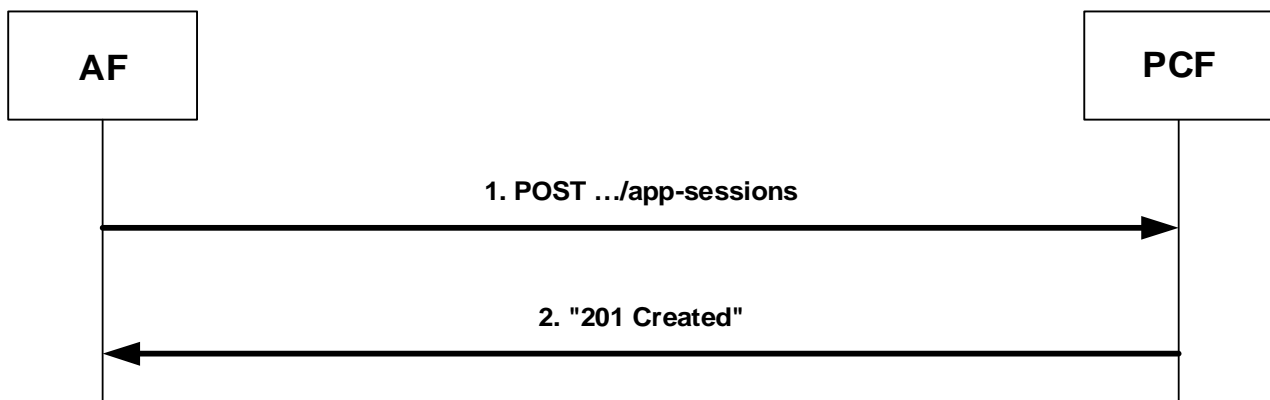 AF
PCF
1. POST …/app-sessions
2. "201 Created"